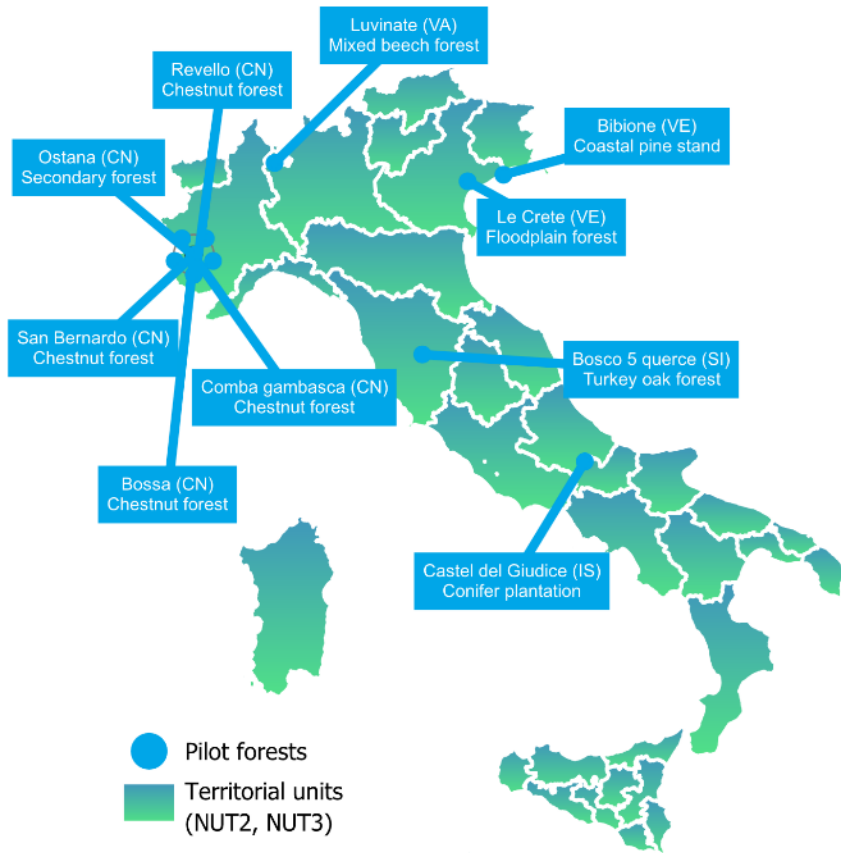 Luvinate (VA)
Mixed beech forest
Revello (CN)
Chestnut forest
Bibione (VE)
Coastal pine stand
Ostana (CN)
Secondary forest
Le Crete (VE)
Floodplain forest
San Bernardo (CN)
Chestnut forest
Bosco 5 querce (SI)
Turkey oak forest
Comba gambasca (CN)
Chestnut forest
Bossa (CN)
Chestnut forest
Castel del Giudice (IS)
Conifer plantation
Pilot forests
Territorial units
(NUT2, NUT3)